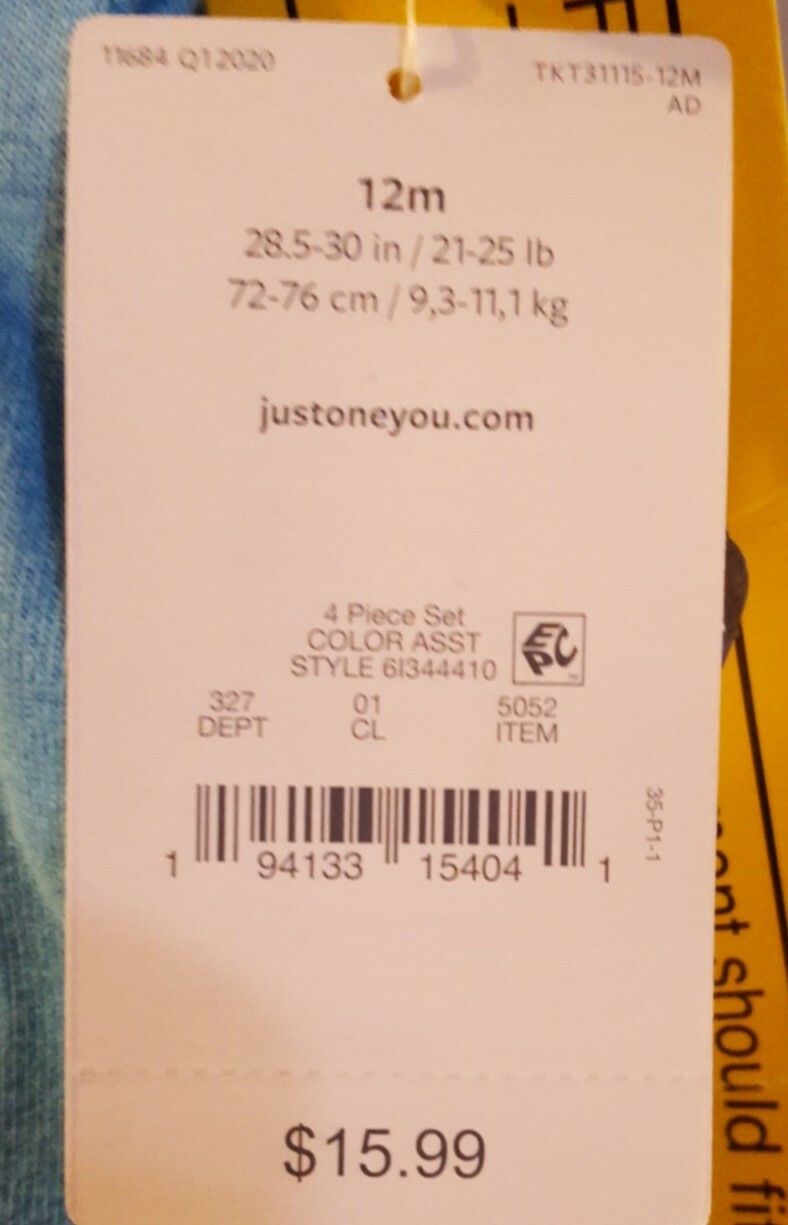 11684 Q12020
TKT31115-12M
AD
12m
28.5-30 in / 21-25 lb
72-76 cm / 9,3-11,1 kg
justoneyou.com
4 Piece Set
COLOR ASST
STYLE 6I344410
EPC
327 01 5052
DEPT CL ITEM
35-P1-1
1 94133 15404 1
$15.99
should